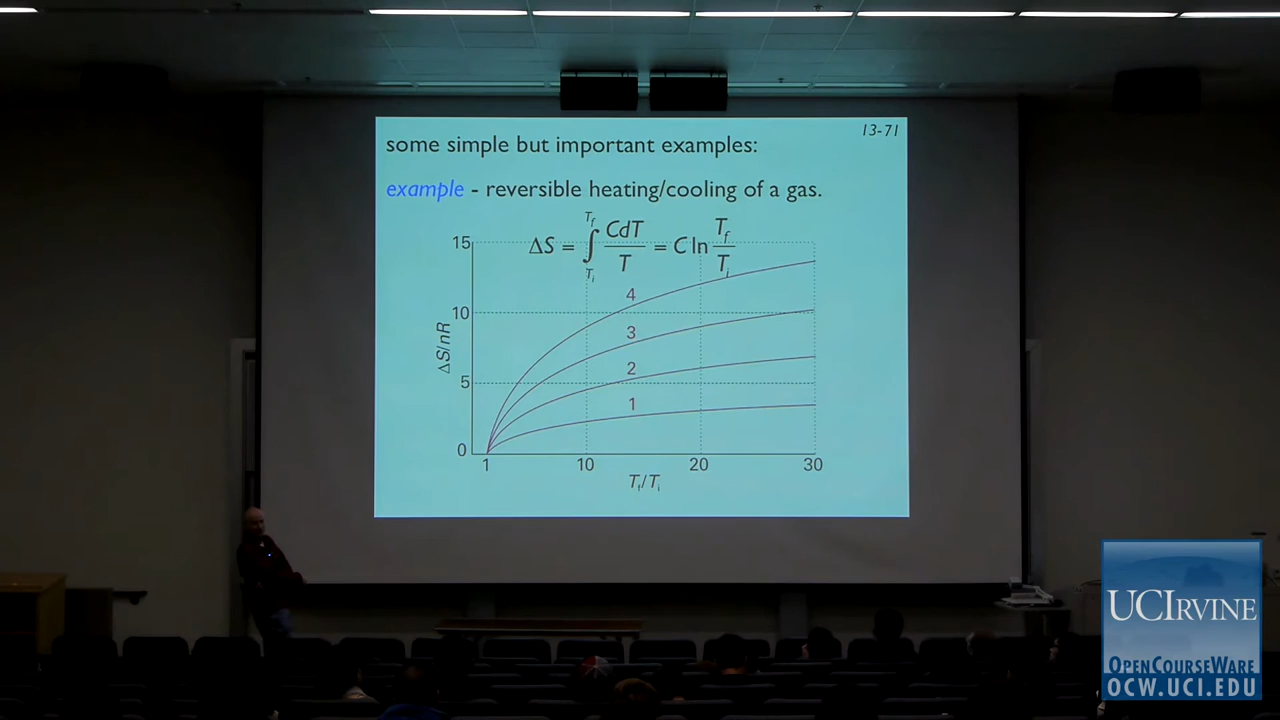 13-71
some simple but important examples:
example - reversible heating/cooling of a gas.
ΔS = ∫ Tf Ti CdT/T = C ln Tf/Ti
15
10
5
0
ΔS/nR
4
3
2
1
1 10 20 30
Tf/Ti
UCIRVINE
OPENCOURSEWARE
OCW.UCI.EDU